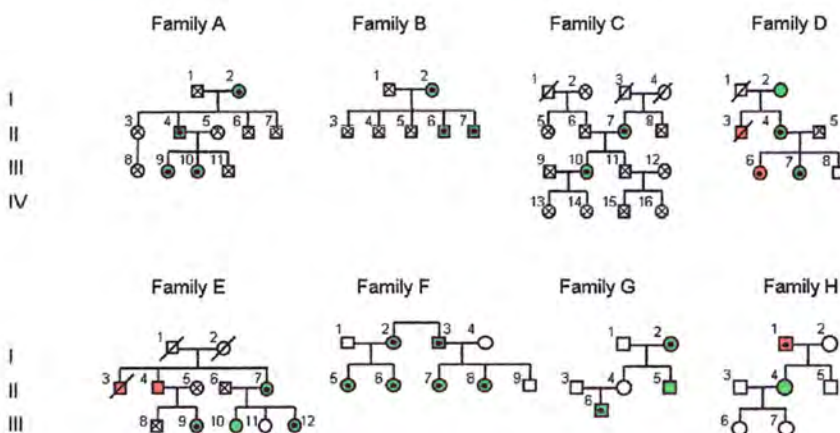 Family A Family B Family C Family D
1 2 1 2 1 2 3 4 1 2
I
3 4 5 6 7 3 4 5 6 7 5 6 7 8 3 4 5
II
8 9 10 11 9 10 11 12 6 7 8
III
13 14 15 16
IV
Family E Family F Family G Family H
1 2 1 2 3 4 1 2 1 2
I
3 4 5 6 7 5 6 7 8 9 3 4 5 3 4 5
II
8 9 10 11 12 6 6 7
III